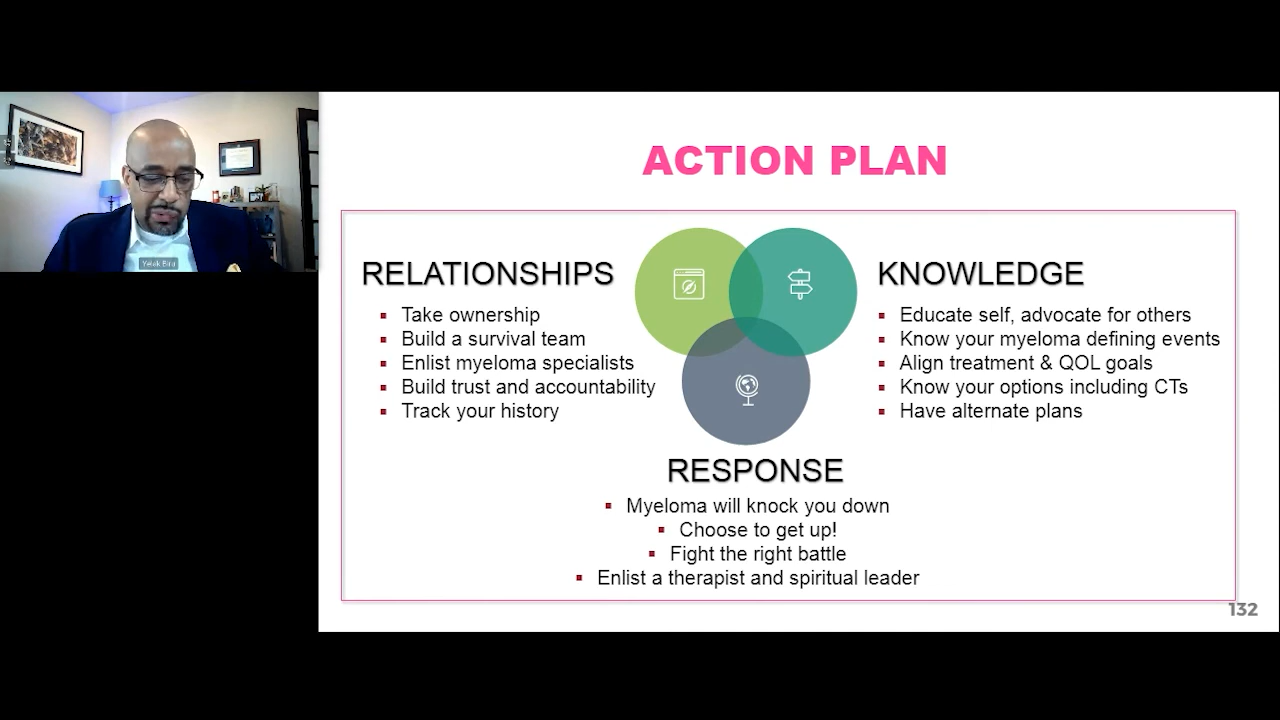 Yelak Biru
ACTION PLAN
RELATIONSHIPS
Take ownership
Build a survival team
Enlist myeloma specialists
Build trust and accountability
Track your history
KNOWLEDGE
Educate self, advocate for others
Know your myeloma defining events
Align treatment & QOL goals
Know your options including CTs
Have alternate plans
RESPONSE
Myeloma will knock you down
Choose to get up!
Fight the right battle
Enlist a therapist and spiritual leader
132